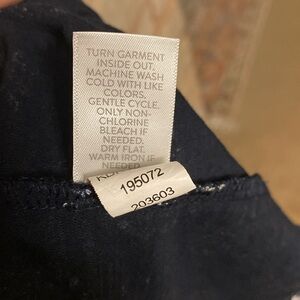 TURN GARMENT
INSIDE OUT,
MACHINE WASH
COLD WITH LIKE
COLORS,
GENTLE CYCLE.
ONLY NON-
CHLORINE
BLEACH IF
NEEDED.
DRY FLAT.
WARM IRON IF
NEEDED
195072
203603